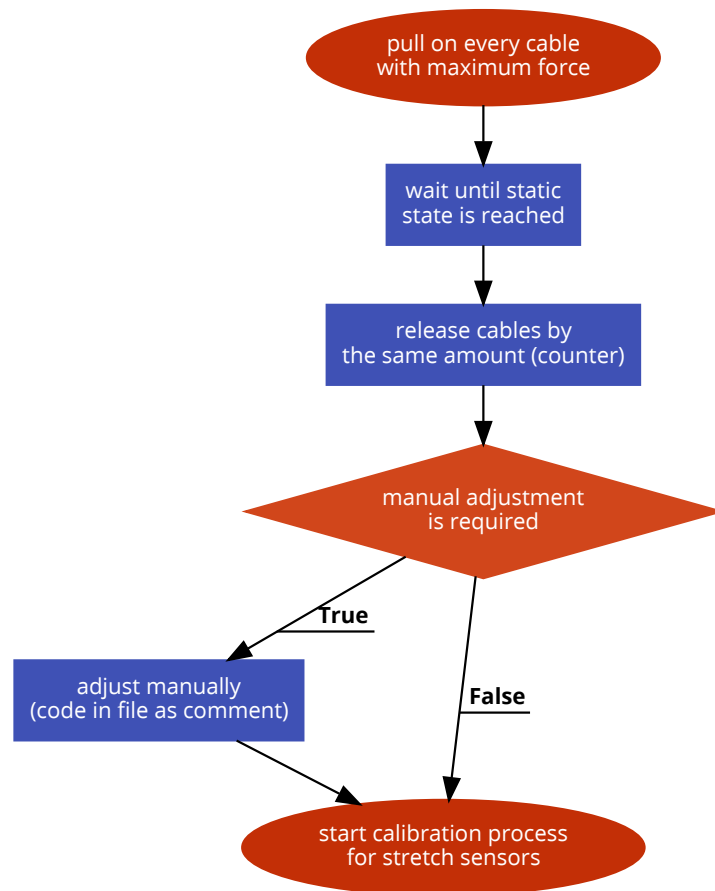 pull on every cable
with maximum force
wait until static
state is reached
release cables by
the same amount (counter)
manual adjustment
is required
True
adjust manually
(code in file as comment)
False
start calibration process
for stretch sensors